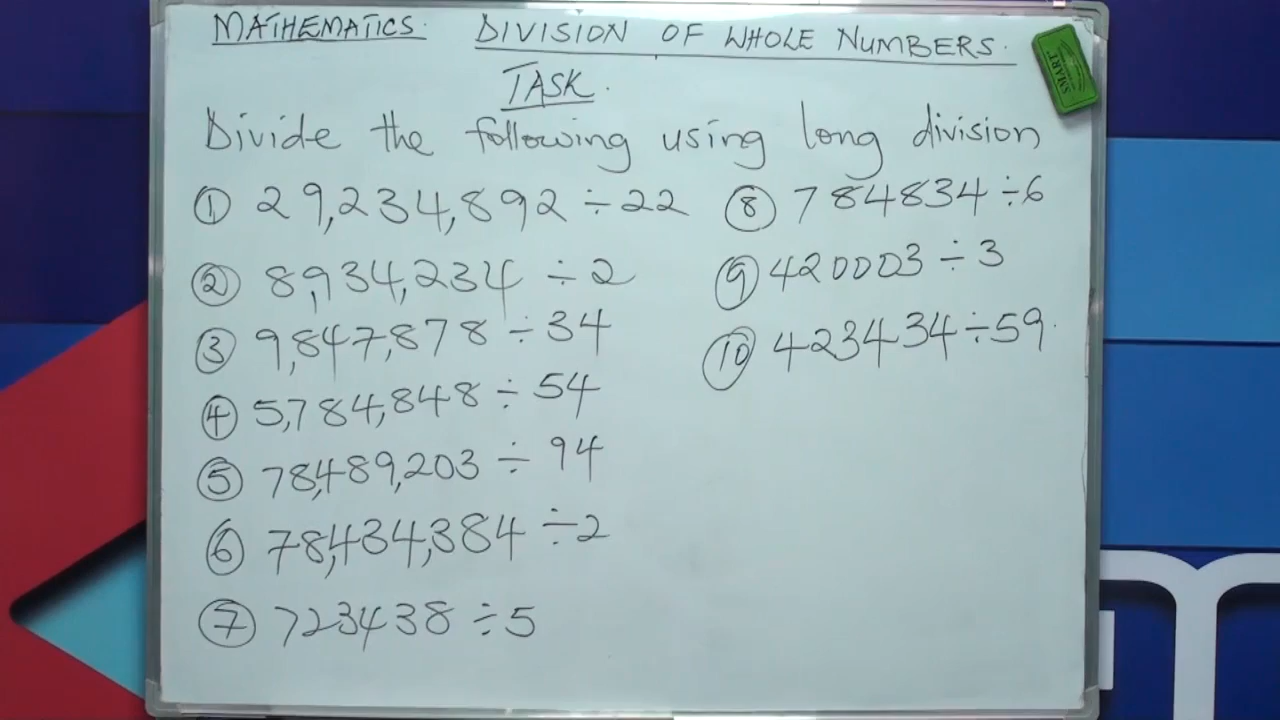 MATHEMATICS. DIVISION OF WHOLE NUMBERS.
TASK.
Divide the following using long division
① 29,234,892 ÷ 22
② 8,934,234 ÷ 2
③ 9,847,878 ÷ 34
④ 5,784,848 ÷ 54
⑤ 78,489,203 ÷ 94
⑥ 78,434,384 ÷ 2
⑦ 723438 ÷ 5
⑧ 784834 ÷ 6
⑨ 420003 ÷ 3
⑩ 423434 ÷ 59.
SMART